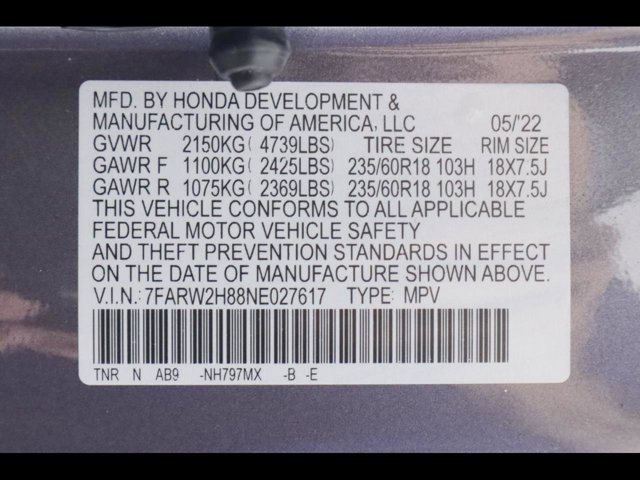 MFD. BY HONDA DEVELOPMENT &
MANUFACTURING OF AMERICA, LLC 05/'22
GVWR 2150KG( 4739LBS) TIRE SIZE RIM SIZE
GAWR F 1100KG( 2425LBS) 235/60R18 103H 18X7.5J
GAWR R 1075KG( 2369LBS) 235/60R18 103H 18X7.5J
THIS VEHICLE CONFORMS TO ALL APPLICABLE
FEDERAL MOTOR VEHICLE SAFETY
AND THEFT PREVENTION STANDARDS IN EFFECT
ON THE DATE OF MANUFACTURE SHOWN ABOVE.
V.I.N.: 7FARW2H88NE027617 TYPE: MPV
TNR N AB9 -NH797MX -B -E